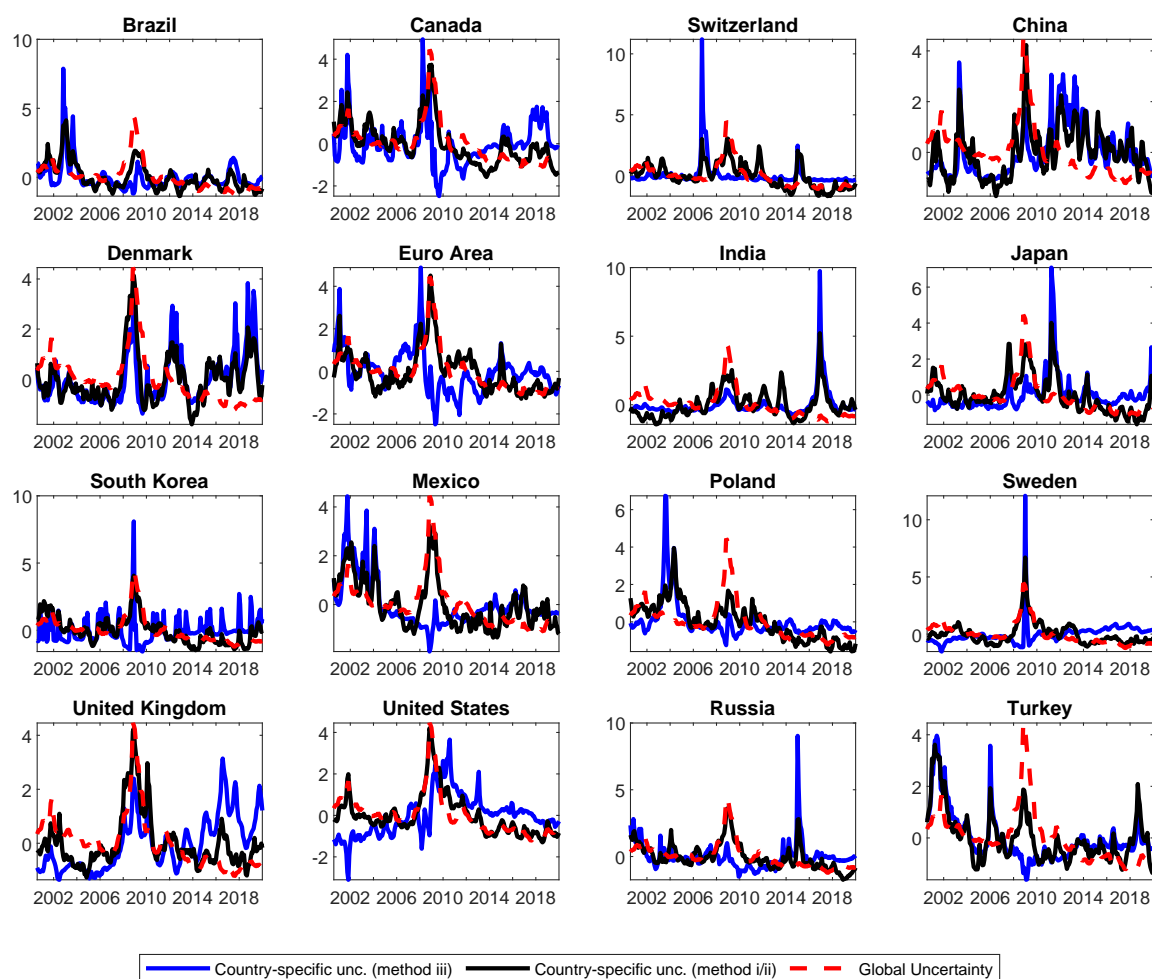 Brazil Canada Switzerland China
10
5
0
2002 2006 2010 2014 2018
4
2
0
-2
2002 2006 2010 2014 2018
10
5
0
2002 2006 2010 2014 2018
4
2
0
2002 2006 2010 2014 2018
Denmark Euro Area India Japan
4
2
0
2002 2006 2010 2014 2018
4
2
0
-2
2002 2006 2010 2014 2018
10
5
0
2002 2006 2010 2014 2018
6
4
2
0
2002 2006 2010 2014 2018
South Korea Mexico Poland Sweden
10
5
0
2002 2006 2010 2014 2018
4
2
0
2002 2006 2010 2014 2018
6
4
2
0
2002 2006 2010 2014 2018
10
5
0
2002 2006 2010 2014 2018
United Kingdom United States Russia Turkey
4
2
0
2002 2006 2010 2014 2018
4
2
0
-2
2002 2006 2010 2014 2018
10
5
0
2002 2006 2010 2014 2018
4
2
0
2002 2006 2010 2014 2018
Country-specific unc. (method iii) Country-specific unc. (method i/ii) Global Uncertainty